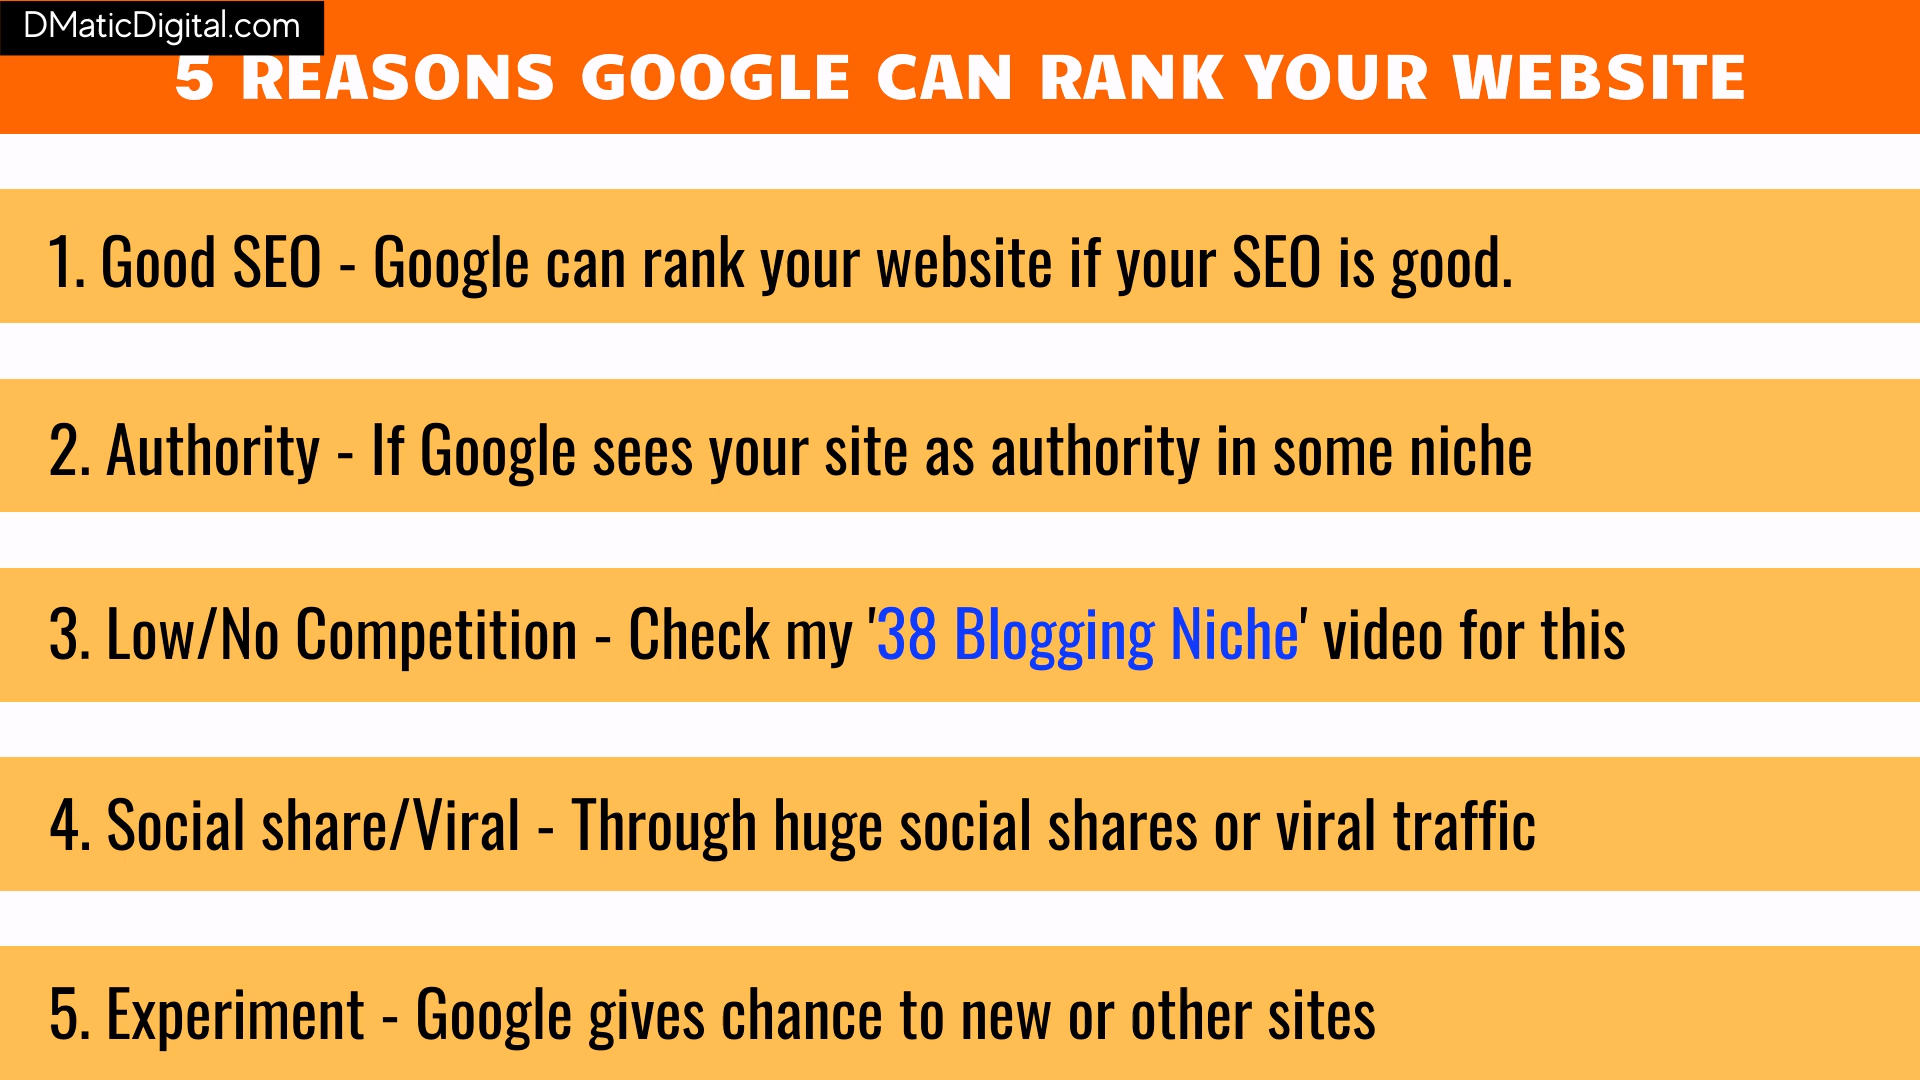 DMaticDigital.com
5 REASONS GOOGLE CAN RANK YOUR WEBSITE
1. Good SEO - Google can rank your website if your SEO is good.
2. Authority - If Google sees your site as authority in some niche
3. Low/No Competition - Check my '38 Blogging Niche' video for this
4. Social share/Viral - Through huge social shares or viral traffic
5. Experiment - Google gives chance to new or other sites